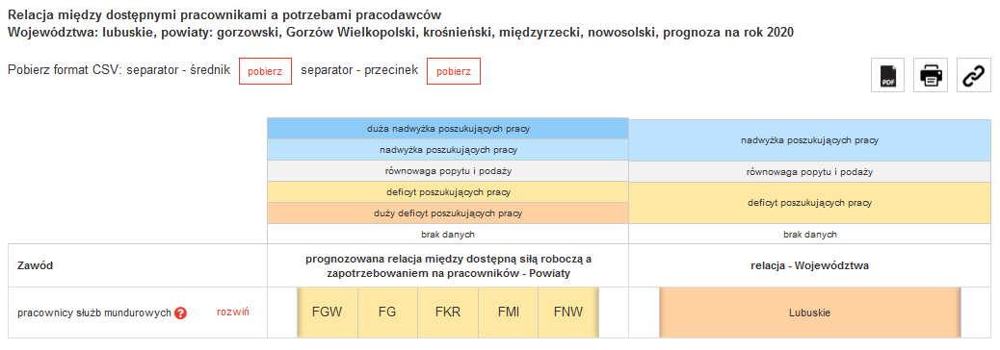 Relacja między dostępnymi pracownikami a potrzebami pracodawców
Województwa: lubuskie, powiaty: gorzowski, Gorzów Wielkopolski, krośnieński, międzyrzecki, nowosolski, prognoza na rok 2020
Pobierz format CSV: separator - średnik pobierz separator - przecinek pobierz
PDF
duża nadwyżka poszukujących pracy
nadwyżka poszukujących pracy
równowaga popytu i podaży
deficyt poszukujących pracy
duży deficyt poszukujących pracy
brak danych
nadwyżka poszukujących pracy
równowaga popytu i podaży
deficyt poszukujących pracy
brak danych
Zawód
prognozowana relacja między dostępną siłą roboczą a
zapotrzebowaniem na pracowników - Powiaty
relacja - Województwa
pracownicy służb mundurowych ? rozwiń
FGW FG FKR FMI FNW
Lubuskie